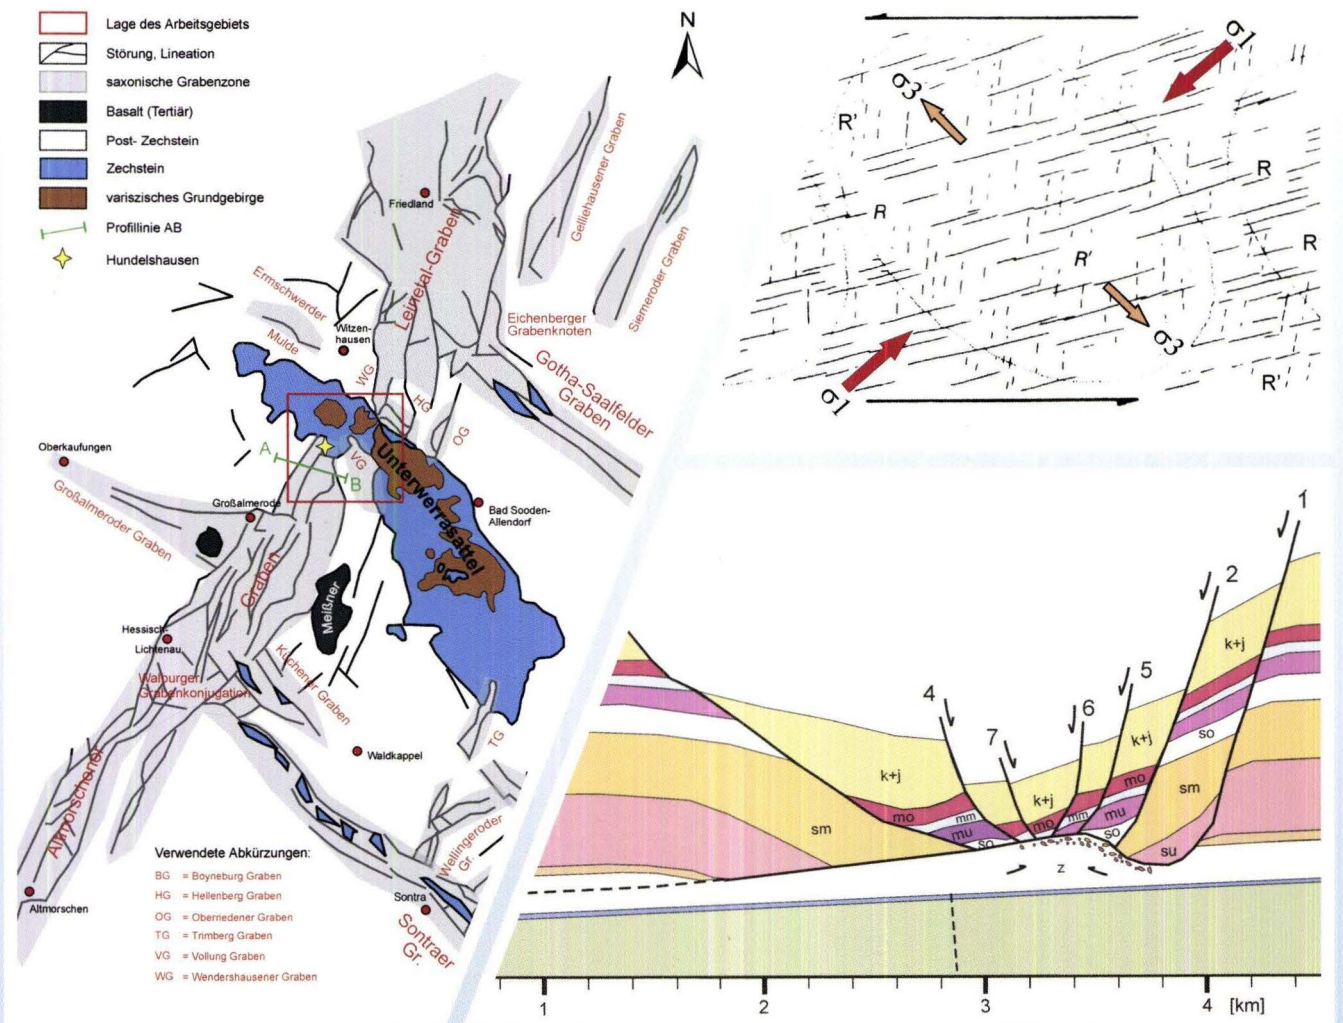 Lage des Arbeitsgebiets
Störung, Lineation
saxonische Grabenzone
Basalt (Tertiär)
Post- Zechstein
Zechstein
variszisches Grundgebirge
Profillinie AB
Hundelshausen
N
Friedland
Leinetal-Graben
Gelliehausener Graben
Siemeroder Graben
Ermschwerder
Mulde
Witzen-
hausen
Eichenberger
Grabenknoten
Gotha-Saalfelder
Graben
WG
HG
OG
VG
A
B
Unterwerrasattel
Oberkaufungen
Großalmeroder Graben
Großalmerode
Bad Sooden-
Allendorf
Graben
Meißner
Hessisch-
Lichtenau
Walburger
Grabenkonjugation
Küchener Graben
TG
Waldkappel
Altmorschener
Wellingeroder
Gr.
Altmorschen
Sontra
Sontraer
Gr.
Verwendete Abkürzungen:
BG = Boyneburg Graben
HG = Hellenberg Graben
OG = Obernedener Graben
TG = Trimberg Graben
VG = Vollung Graben
WG = Wendershausener Graben
σ1
σ3
R'
R
R
R
R'
σ3
σ1
R'
1
2
4
5
6
7
k+j
so
k+j
k+j
k+j
mo
mm
mu
so
mo
mm
mo
mu
so
sm
sm
su
z
1
2
3
4 [km]